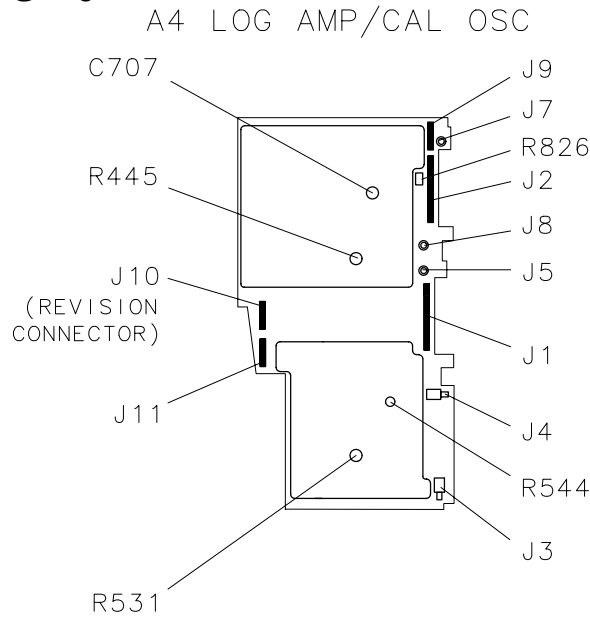 A4 LOG AMP/CAL OSC
C707
J9
J7
R826
R445
J2
J8
J10
(REVISION
CONNECTOR)
J5
J1
J11
J4
R544
J3
R531